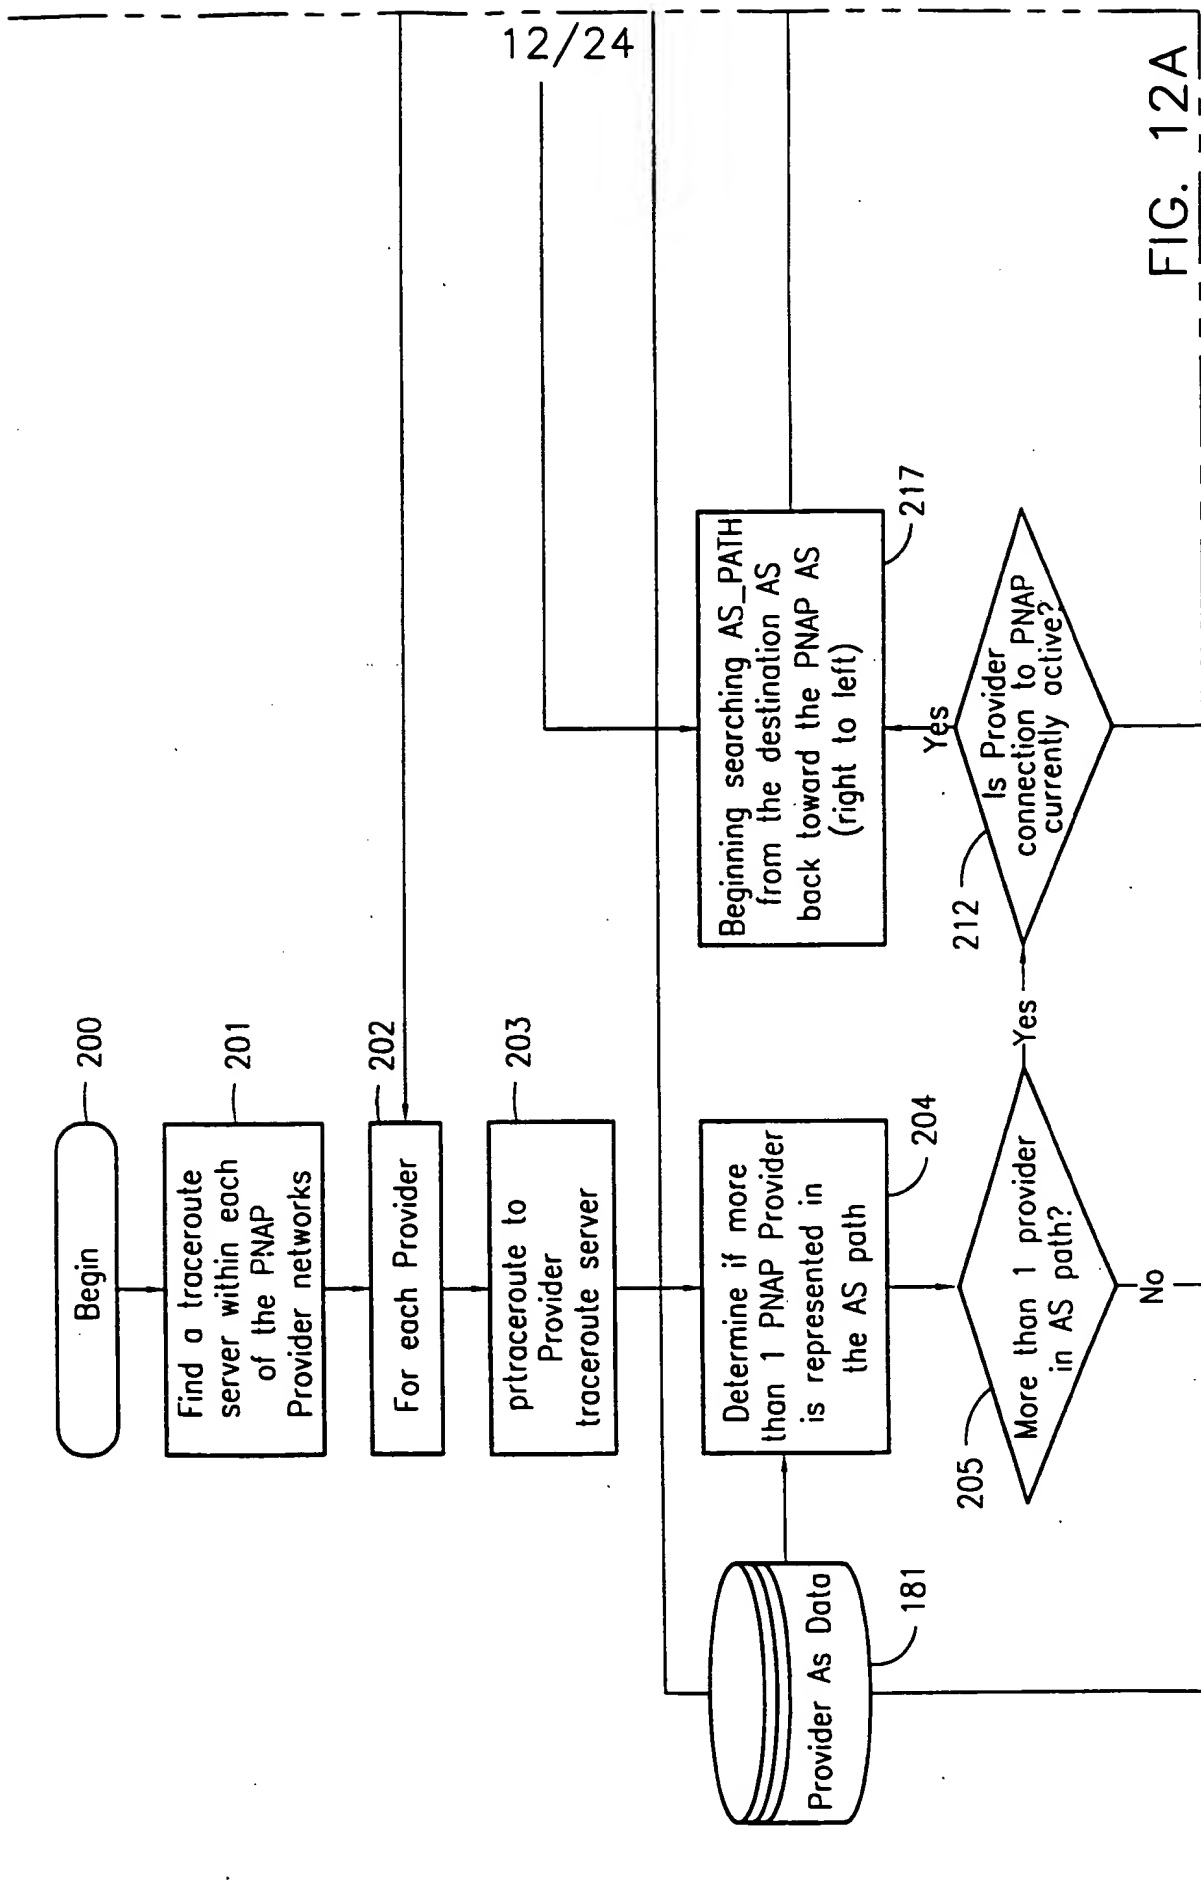 12/24
Begin
200
Find a traceroute
server within each
of the PNAP
Provider networks
201
For each Provider
202
prtraceroute to
Provider
traceroute server
203
Provider As Data
181
Determine if more
than 1 PNAP Provider
is represented in
the AS path
204
More than 1 provider
in AS path?
205
Yes
No
Is Provider
connection to PNAP
currently active?
212
Yes
Beginning searching AS_PATH
from the destination AS
back toward the PNAP AS
(right to left)
217
FIG. 12A